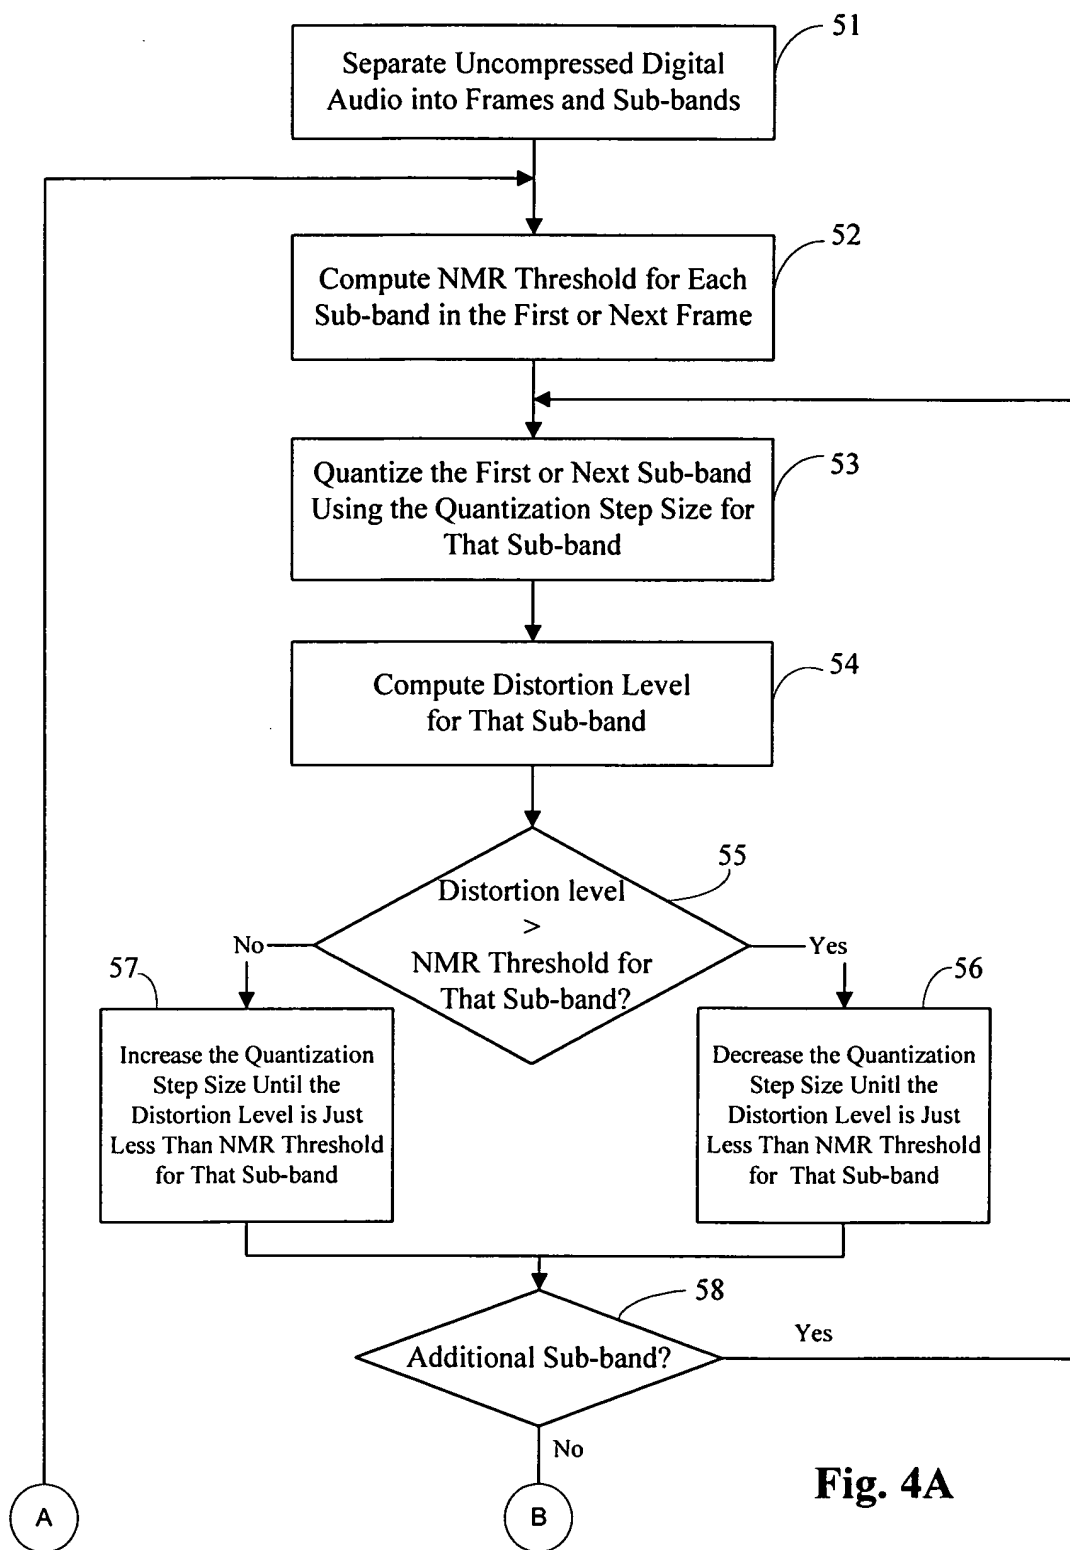 51
Separate Uncompressed Digital
Audio into Frames and Sub-bands
52
Compute NMR Threshold for Each
Sub-band in the First or Next Frame
53
Quantize the First or Next Sub-band
Using the Quantization Step Size for
That Sub-band
54
Compute Distortion Level
for That Sub-band
55
Distortion level
>
NMR Threshold for
That Sub-band?
No
Yes
57
56
Increase the Quantization
Step Size Until the
Distortion Level is Just
Less Than NMR Threshold
for That Sub-band
Decrease the Quantization
Step Size Unitl the
Distortion Level is Just
Less Than NMR Threshold
for That Sub-band
58
Additional Sub-band?
Yes
No
A
B
Fig. 4A